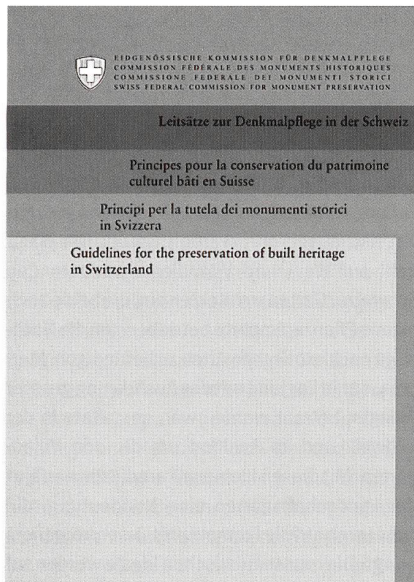 EIDGENÖSSISCHE KOMMISSION FÜR DENKMALPFLEGE
COMMISSION FÉDÉRALE DES MONUMENTS HISTORIQUES
COMMISSIONE FEDERALE DEI MONUMENTI STORICI
SWISS FEDERAL COMMISSION FOR MONUMENT PRESERVATION
Leitsätze zur Denkmalpflege in der Schweiz
Principes pour la conservation du patrimoine
culturel bâti en Suisse
Principi per la tutela dei monumenti storici
in Svizzera
Guidelines for the preservation of built heritage
in Switzerland